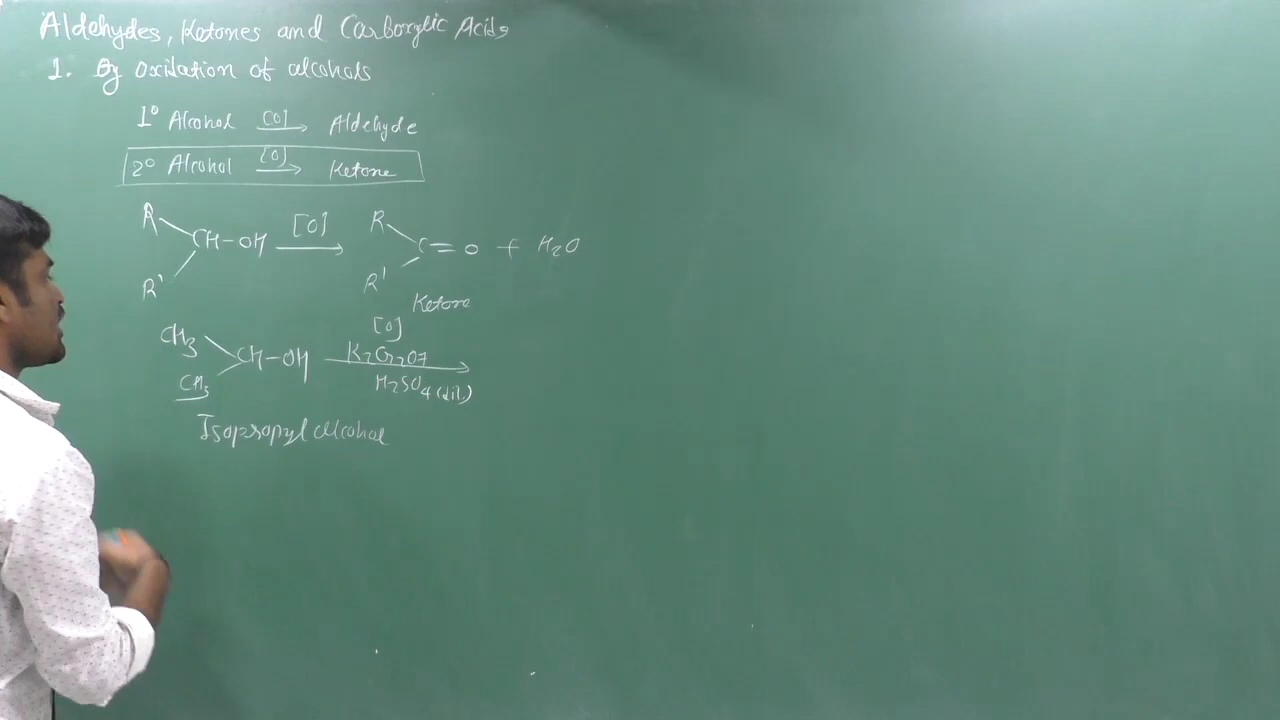 Aldehydes, Ketones and Carboxylic Acids
1. By Oxidation of alcohols
1° Alcohol [O] → Aldehyde
2° Alcohol [O] → Ketone
R
CH-OH [O] → R C=O + H2O
R' R'
Ketone
[O]
CH3
CH-OH K2Cr2O7 →
CH3 H2SO4 (dil.)
Isopropyl alcohol